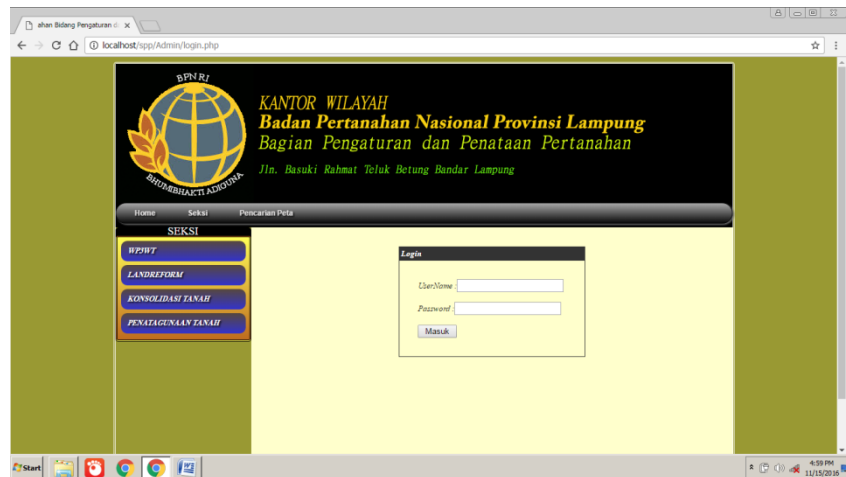 ahan Bidang Pengaturan d
localhost/spp/Admin/login.php
BPN RI
BHUMIBHAKTI ADIGUNA
KANTOR WILAYAH
Badan Pertanahan Nasional Provinsi Lampung
Bagian Pengaturan dan Penataan Pertanahan
Jln. Basuki Rahmat Teluk Betung Bandar Lampung
Home Seksi Pencarian Peta
SEKSI
WP3WT
LANDREFORM
KONSOLIDASI TANAH
PENATAGUNAAN TANAH
Login
UserName :
Password :
Masuk
Start
4:59 PM
11/15/2016